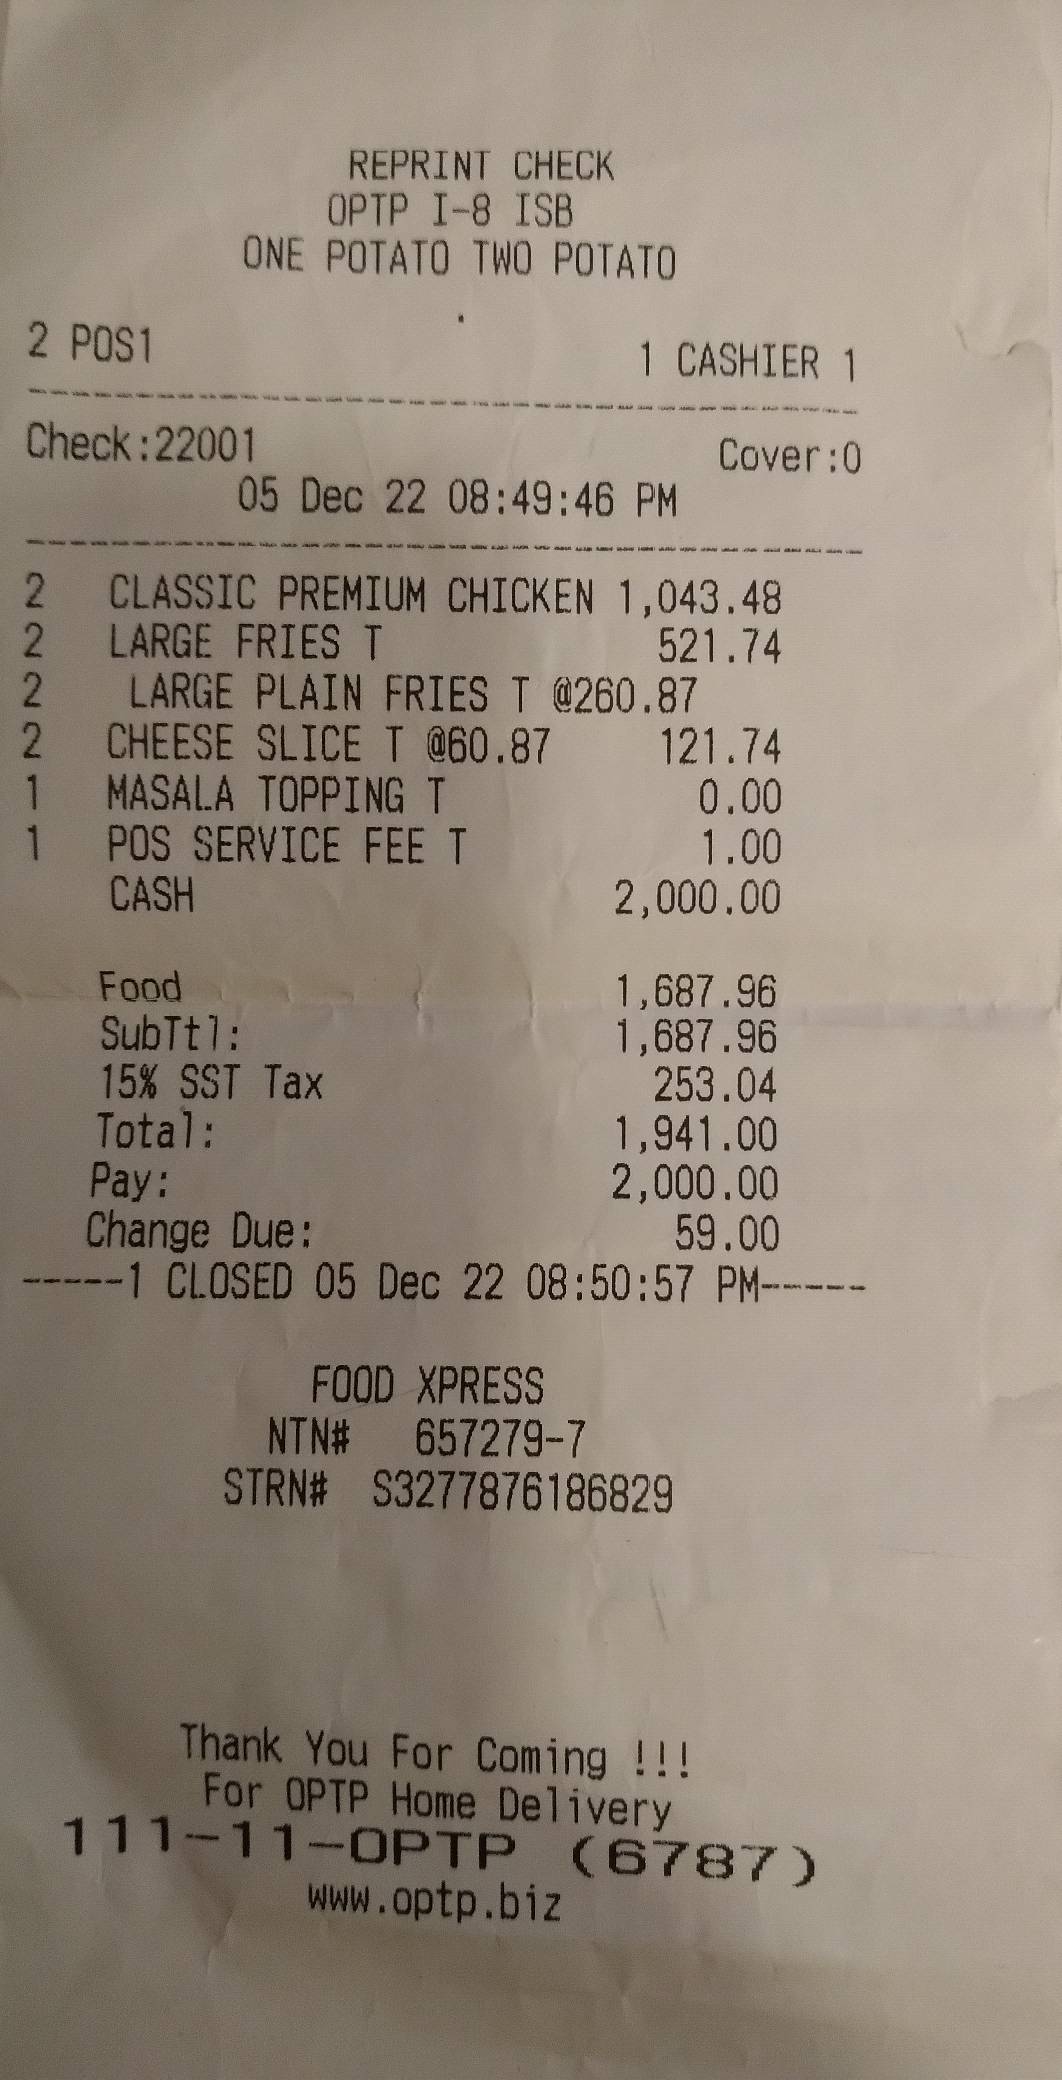 REPRINT CHECK
OPTP I-8 ISB
ONE POTATO TWO POTATO
2 POS1 1 CASHIER 1
Check:22001 Cover:0
05 Dec 22 08:49:46 PM
2 CLASSIC PREMIUM CHICKEN 1,043.48
2 LARGE FRIES T 521.74
2 LARGE PLAIN FRIES T @260.87
2 CHEESE SLICE T @60.87 121.74
1 MASALA TOPPING T 0.00
1 POS SERVICE FEE T 1.00
CASH 2,000.00
Food 1,687.96
SubTtl: 1,687.96
15% SST Tax 253.04
Total: 1,941.00
Pay: 2,000.00
Change Due: 59.00
-----1 CLOSED 05 Dec 22 08:50:57 PM-----
FOOD XPRESS
NTN# 657279-7
STRN# S3277876186829
Thank You For Coming !!!
For OPTP Home Delivery
111-11-OPTP (6787)
www.optp.biz